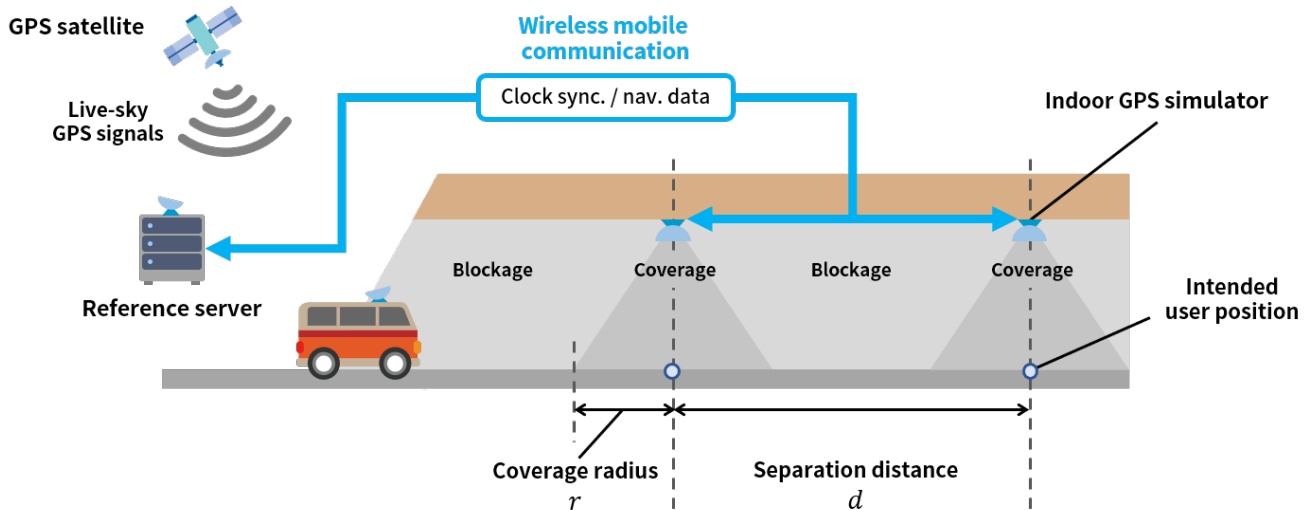 GPS satellite
Wireless mobile
communication
Clock sync. / nav. data
Live-sky
GPS signals
Indoor GPS simulator
Blockage
Coverage
Blockage
Coverage
Reference server
Intended
user position
Coverage radius
r
Separation distance
d